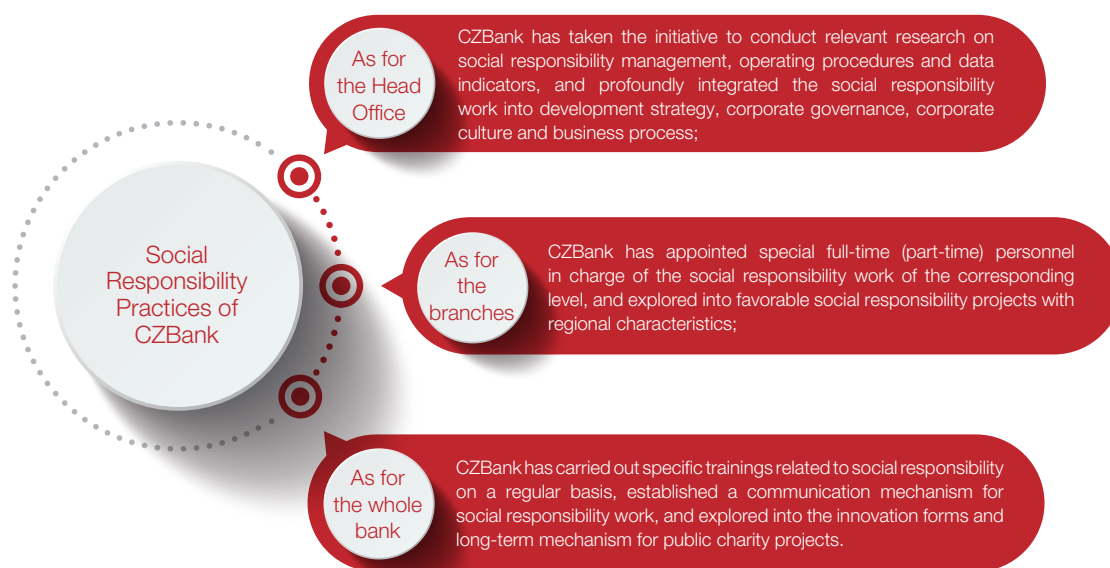 As for
the Head
Office
CZBank has taken the initiative to conduct relevant research on
social responsibility management, operating procedures and data
indicators, and profoundly integrated the social responsibility
work into development strategy, corporate governance, corporate
culture and business process;
Social
Responsibility
Practices of
CZBank
As for
the
branches
CZBank has appointed special full-time (part-time) personnel
in charge of the social responsibility work of the corresponding
level, and explored into favorable social responsibility projects with
regional characteristics;
As for
the whole
bank
CZBank has carried out specific trainings related to social responsibility
on a regular basis, established a communication mechanism for
social responsibility work, and explored into the innovation forms and
long-term mechanism for public charity projects.